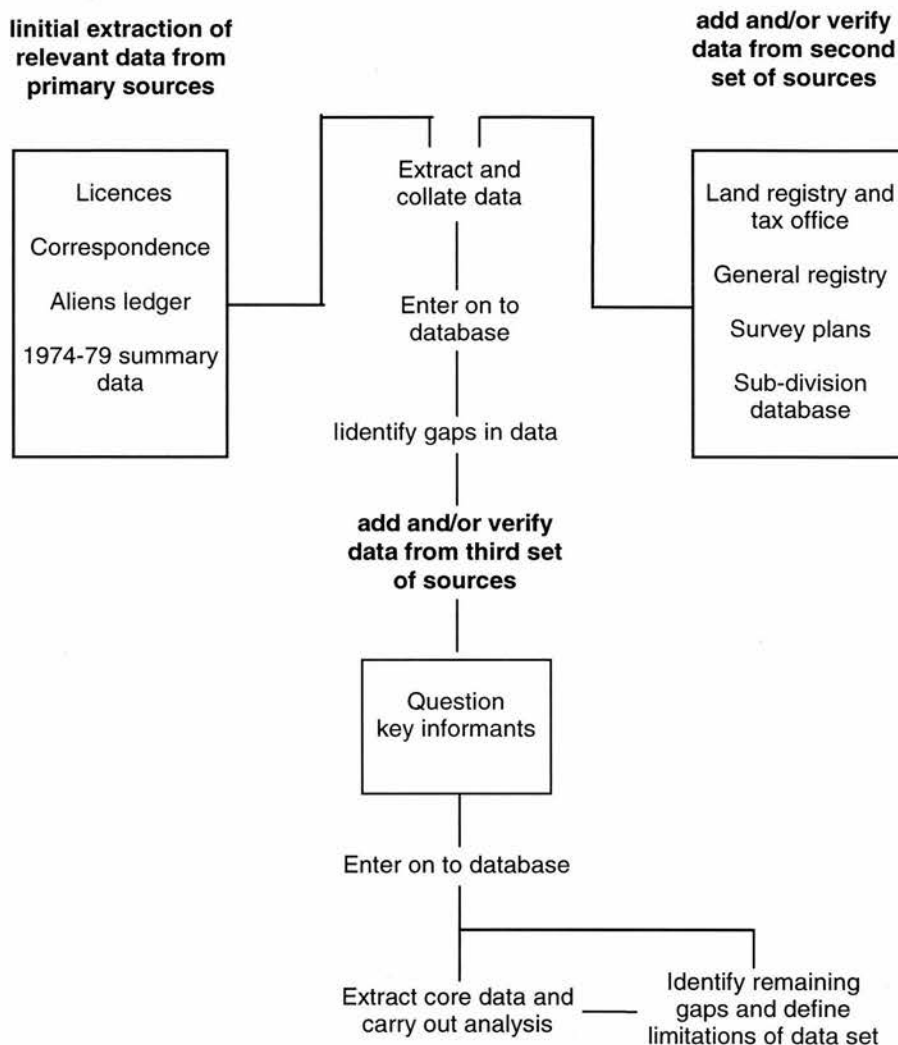 Iinitial extraction of
relevant data from
primary sources
add and/or verify
data from second
set of sources
Licences
Correspondence
Aliens ledger
1974-79 summary
data
Extract and
collate data
Enter on to
database
Iidentify gaps in data
add and/or verify
data from third set
of sources
Land registry and
tax office
General registry
Survey plans
Sub-division
database
Question
key informants
Enter on to database
Extract core data and
carry out analysis
Identify remaining
gaps and define
limitations of data set